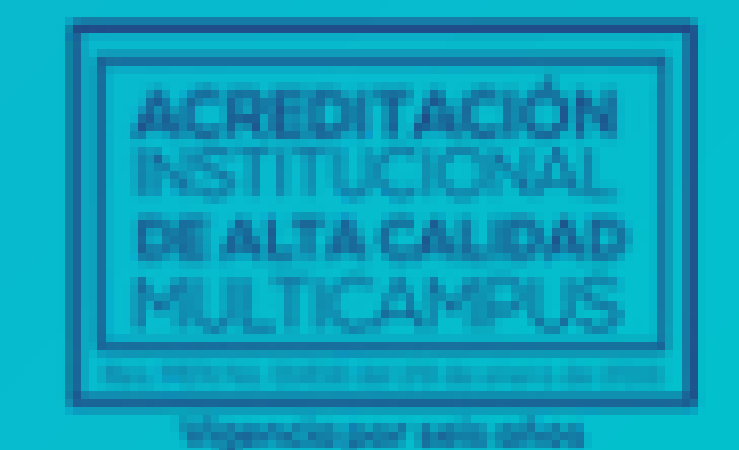 ACREDITACIÓN
INSTITUCIONAL
DE ALTA CALIDAD
MULTICAMPUS
Vigencia por seis años